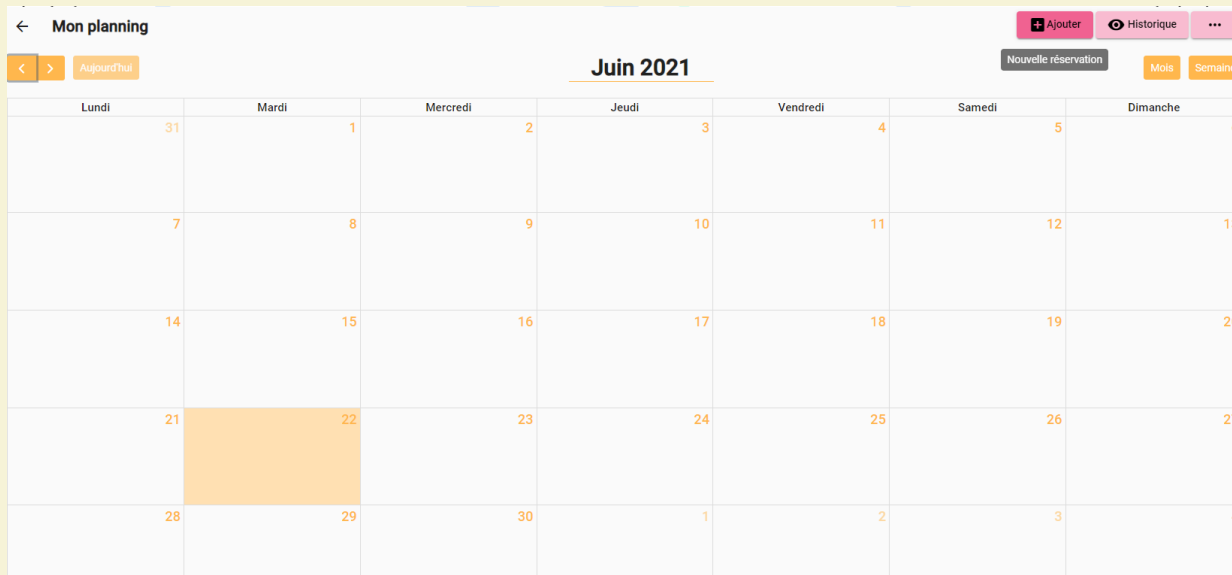 Mon planning
Ajouter
Historique
Aujourd'hui
Juin 2021
Nouvelle réservation
Mois
Semaine
Lundi Mardi Mercredi Jeudi Vendredi Samedi Dimanche
31 1 2 3 4 5
7 8 9 10 11 12
14 15 16 17 18 19
21 22 23 24 25 26
28 29 30 1 2 3